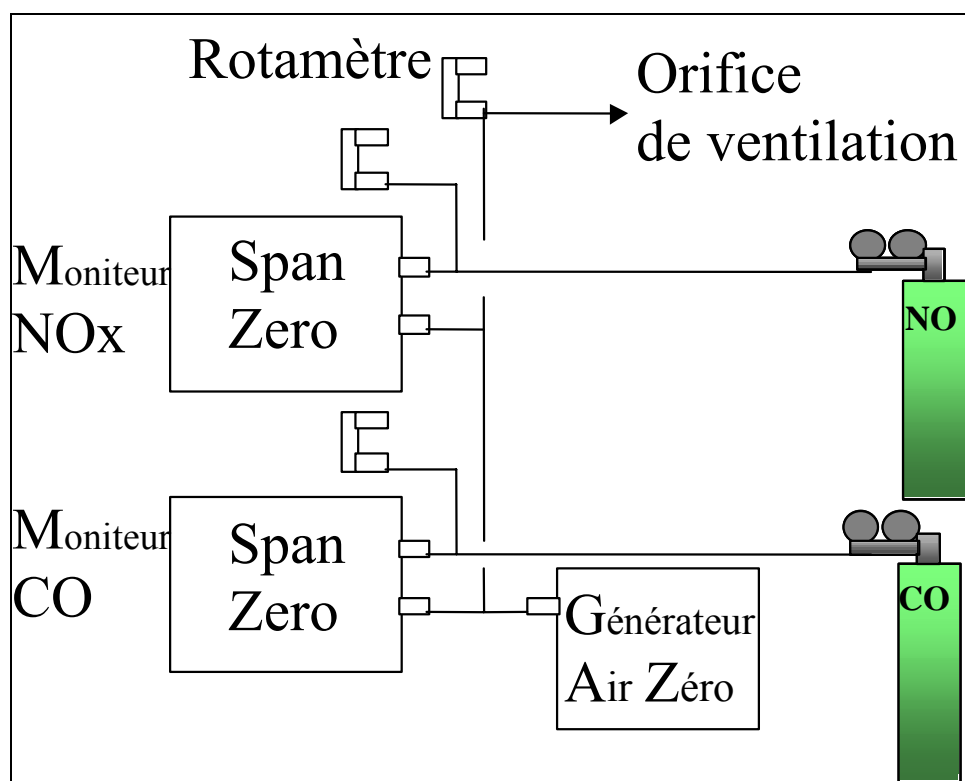 Rotamètre
Orifice
de ventilation
Moniteur
NOx
Span
Zero
NO
Moniteur
CO
Span
Zero
Générateur
Air Zéro
CO